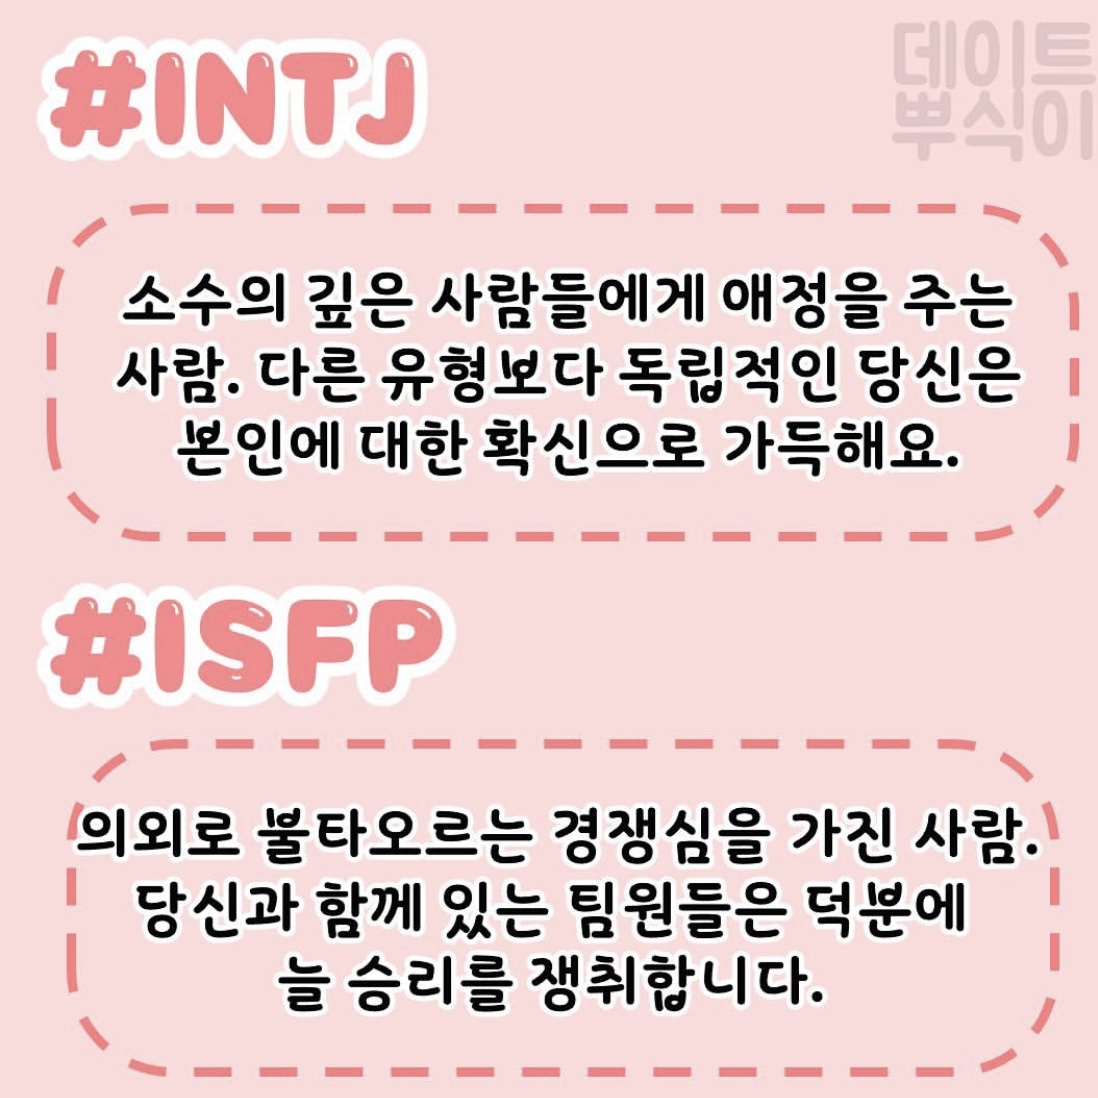 #INTJ
데이트
뿌식이
소수의 깊은 사람들에게 애정을 주는
사람. 다른 유형보다 독립적인 당신은
본인에 대한 확신으로 가득해요.
#ISFP
의외로 불타오르는 경쟁심을 가진 사람.
당신과 함께 있는 팀원들은 덕분에
늘 승리를 쟁취합니다.